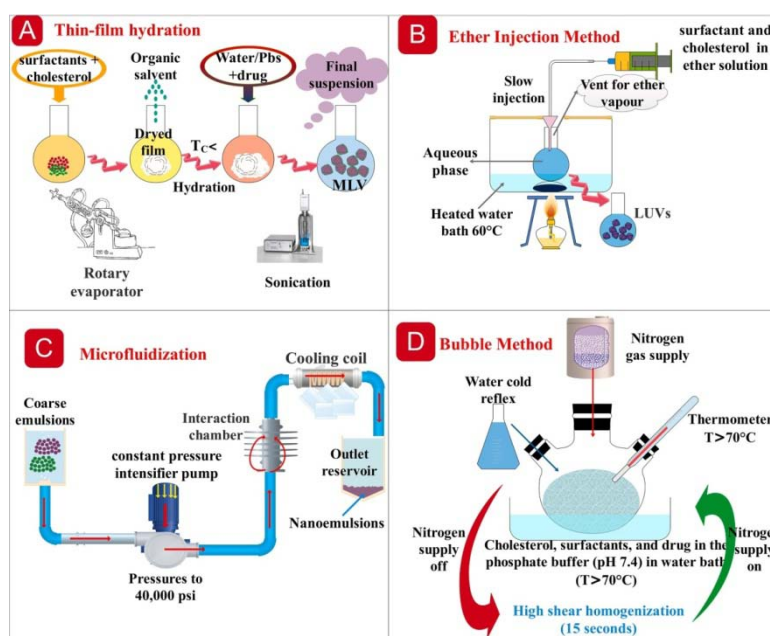 A
Thin-film hydration
surfactants +
cholesterol
Organic
salvent
Water/Pbs
+drug
Final
suspension
Dryed
film
T<
C
Hydration
MLV
Rotary
evaporator
Sonication
B
Ether Injection Method
surfactant and
cholesterol in
ether solution
Slow
injection
Vent for ether
vapour
Aqueous
phase
Heated water
bath 60°C
LUVs
C
Microfluidization
Cooling coil
Coarse
emulsions
Interaction
chamber
constant pressure
intensifier pump
Outlet
reservoir
Nanoemulsions
Pressures to
40,000 psi
D
Bubble Method
Nitrogen
gas supply
Water cold
reflex
Thermometer
T>70°C
Nitrogen
supply
off
Cholesterol, surfactants, and drug in the
phosphate buffer (pH 7.4) in water bath
(T>70°C)
Nitrogen
supply
on
High shear homogenization
(15 seconds)